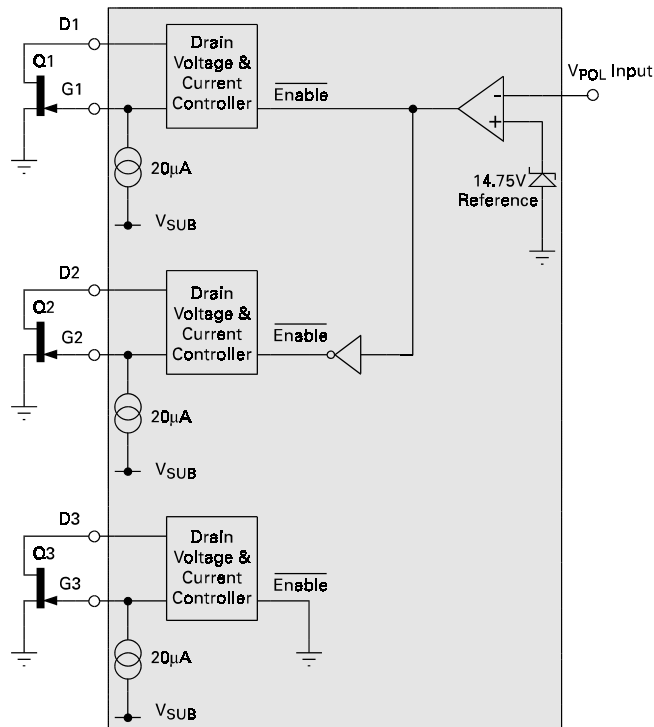 D1
Drain
Voltage &
Current
Controller
Q1
G1
Enable
VPOL Input
-
+
20µA
14.75V
Reference
VSUB
D2
Drain
Voltage &
Current
Controller
Q2
G2
Enable
20µA
VSUB
D3
Drain
Voltage &
Current
Controller
Q3
G3
Enable
20µA
VSUB